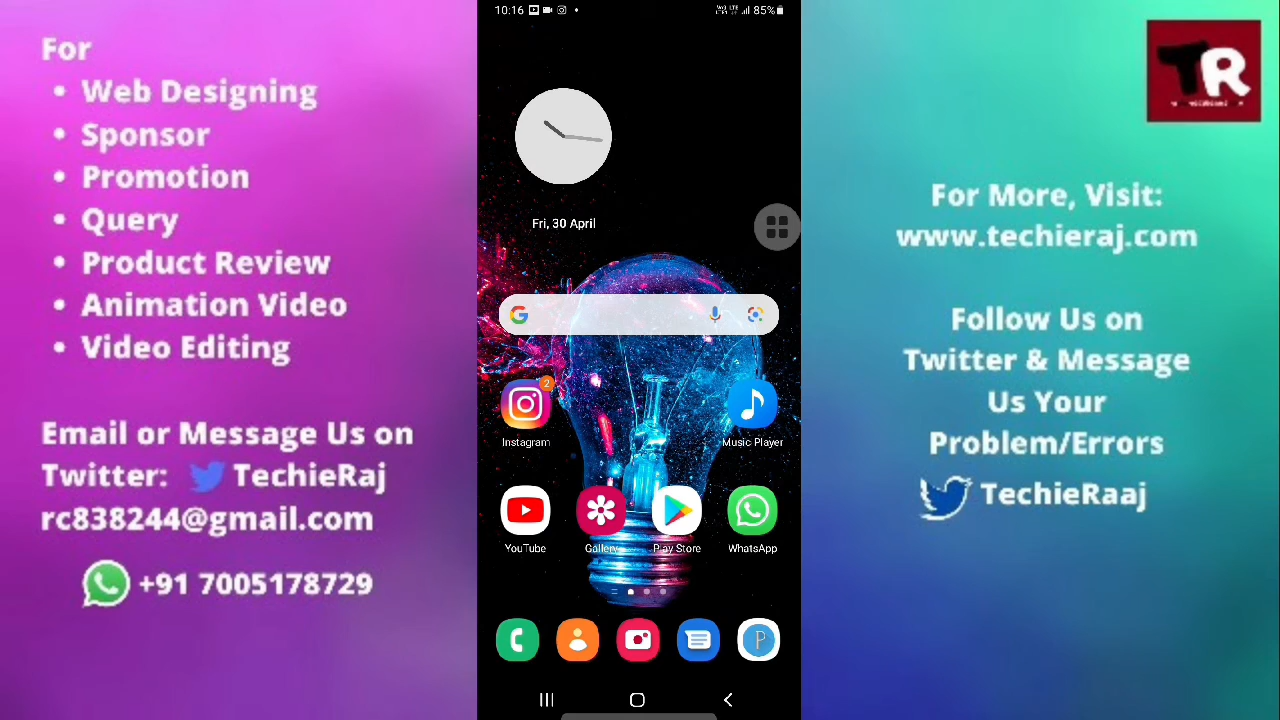 For
• Web Designing
• Sponsor
• Promotion
• Query
• Product Review
• Animation Video
• Video Editing
Email or Message Us on
Twitter: TechieRaj
rc838244@gmail.com
+91 7005178729
10:16
85%
Fri, 30 April
2
Instagram
Music Player
YouTube
Gallery
Play Store
WhatsApp
P
TR
For More, Visit:
www.techieraj.com
Follow Us on
Twitter & Message
Us Your
Problem/Errors
TechieRaaj